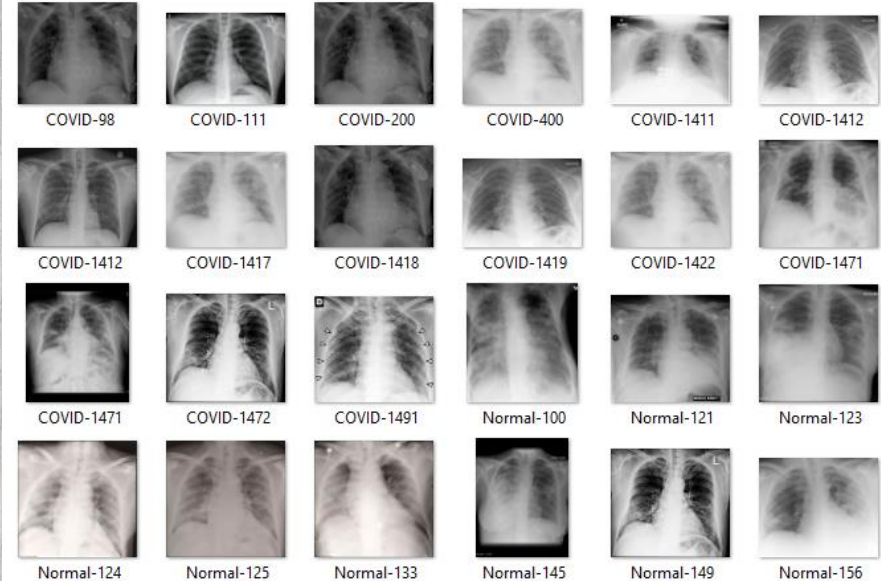 COVID-98 COVID-111 COVID-200 COVID-400 COVID-1411 COVID-1412
COVID-1412 COVID-1417 COVID-1418 COVID-1419 COVID-1422 COVID-1471
L
D
COVID-1471 COVID-1472 COVID-1491 Normal-100 Normal-121 Normal-123
L
Normal-124 Normal-125 Normal-133 Normal-145 Normal-149 Normal-156